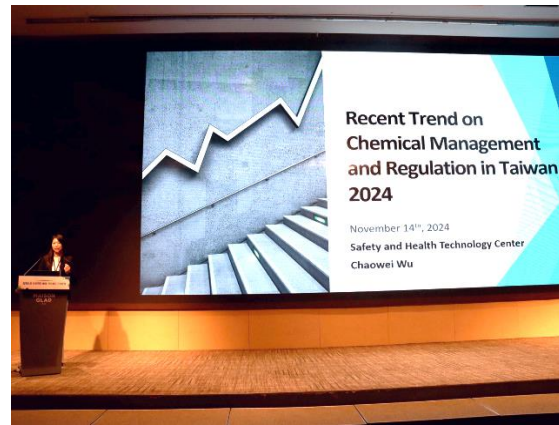 Recent Trend on
Chemical Management
and Regulation in Taiwan
2024
November 14th, 2024
Safety and Health Technology Center
Chaowei Wu
GLAD